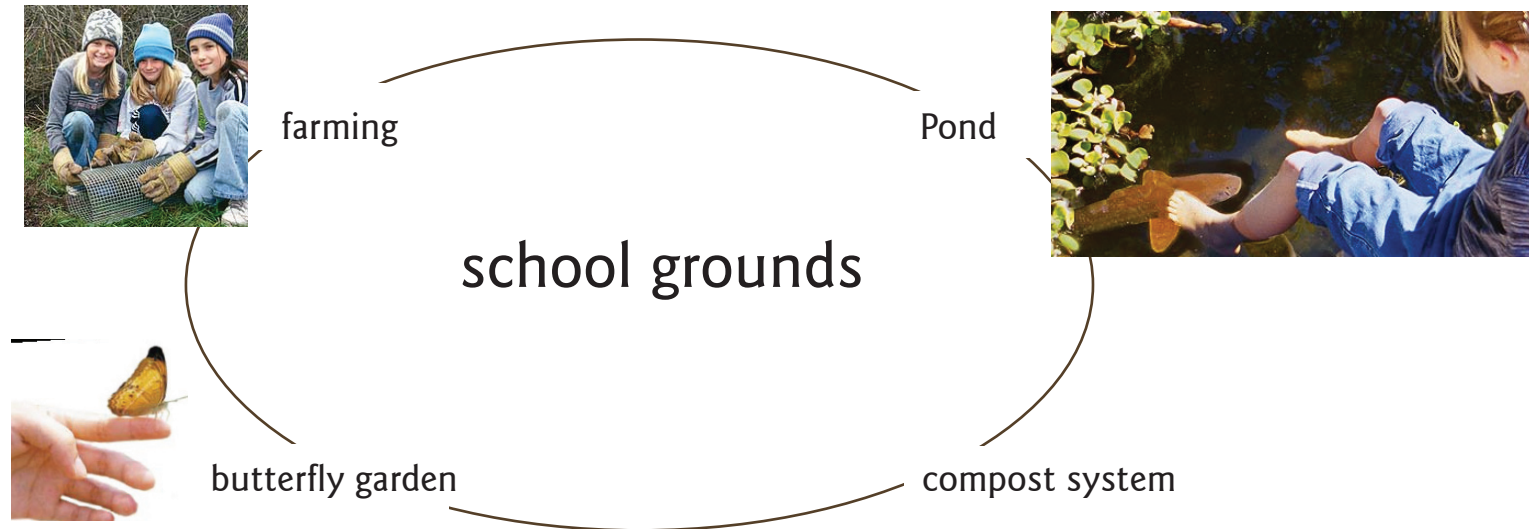 farming
Pond
school grounds
butterfly garden
compost system